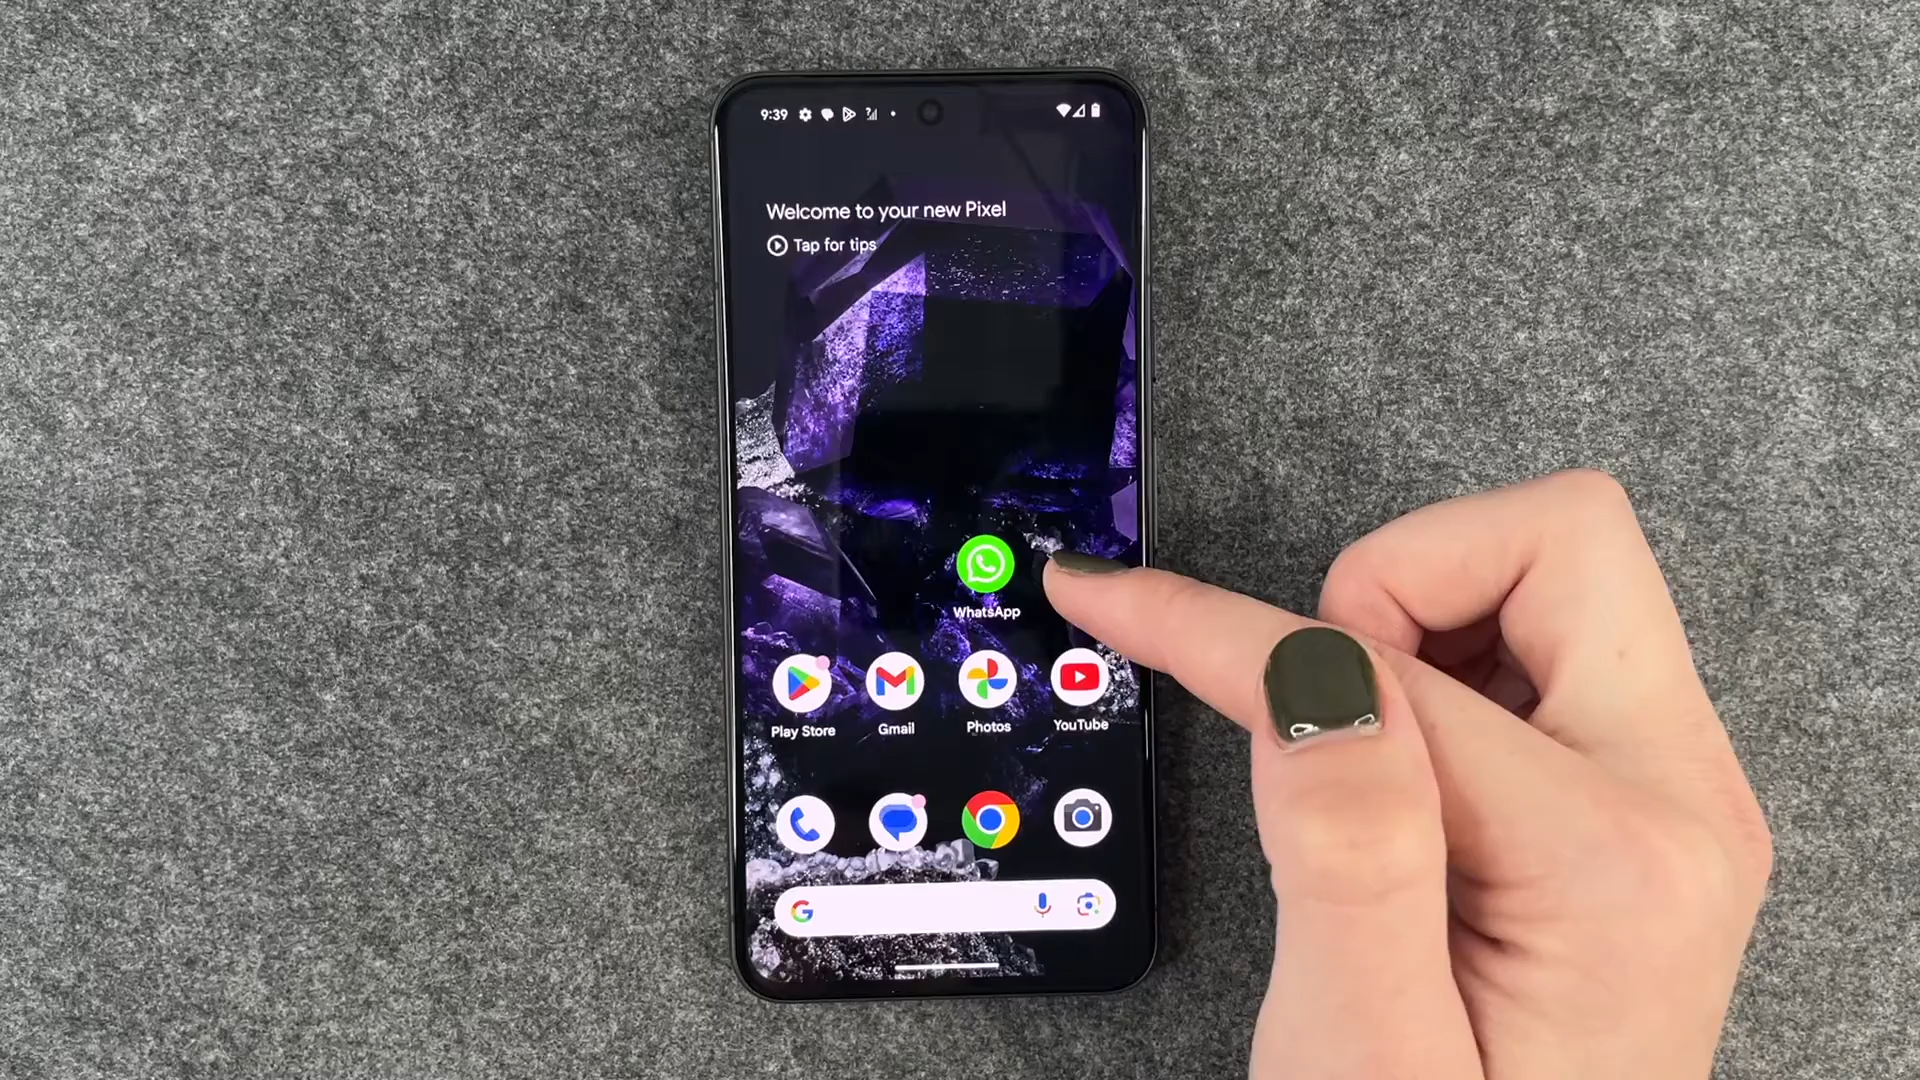 9:39
Welcome to your new Pixel
Tap for tips
WhatsApp
Play Store
Gmail
Photos
YouTube